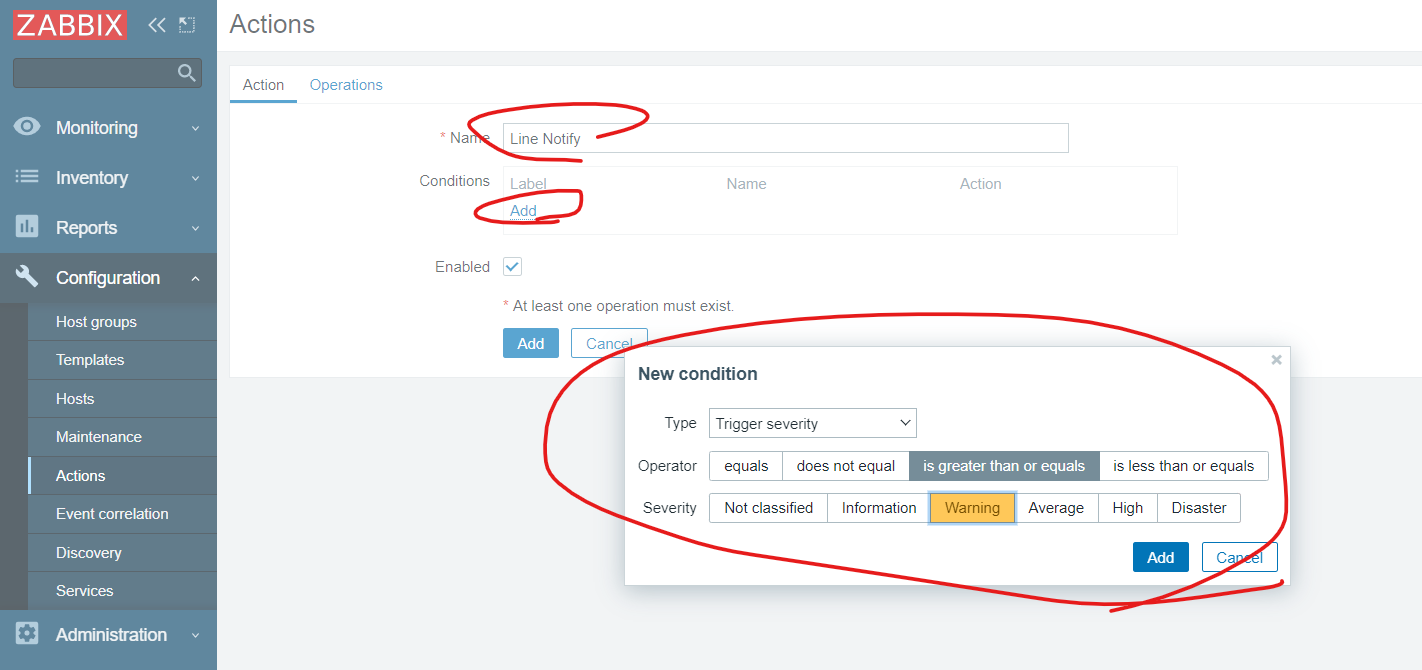 ZABBIX
Actions
Action Operations
Monitoring
Inventory
Reports
Configuration
Host groups
Templates
Hosts
Maintenance
Actions
Event correlation
Discovery
Services
Administration
* Name Line Notify
Conditions Label Name Action
Add
Enabled
* At least one operation must exist.
Add Cancel
New condition
Type Trigger severity
Operator equals does not equal is greater than or equals is less than or equals
Severity Not classified Information Warning Average High Disaster
Add Cancel